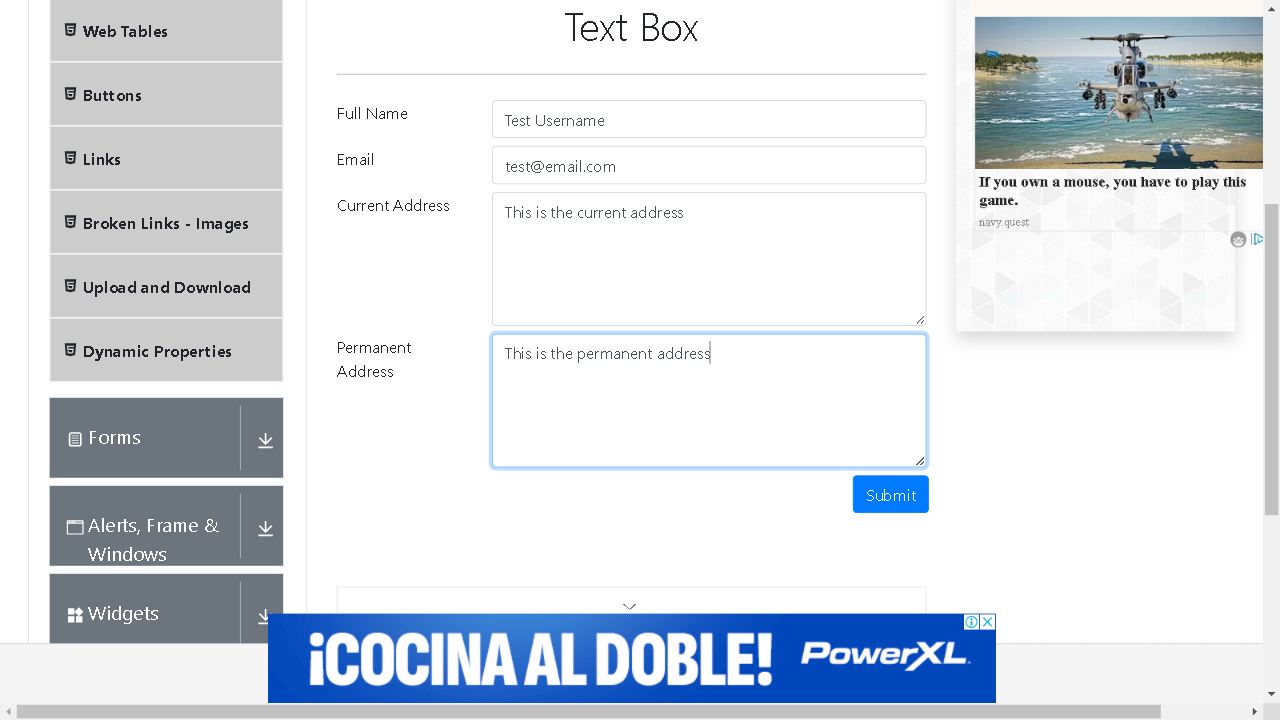 Text Box
Web Tables
Buttons
Links
Broken Links - Images
Upload and Download
Dynamic Properties
Forms
Alerts, Frame &
Windows
Widgets
Full Name
Test Username
Email
test@email.com
Current Address
This is the current address
Permanent
Address
This is the permanent address
Submit
If you own a mouse, you have to play this
game.
navy.quest
¡COCINA AL DOBLE!
PowerXL